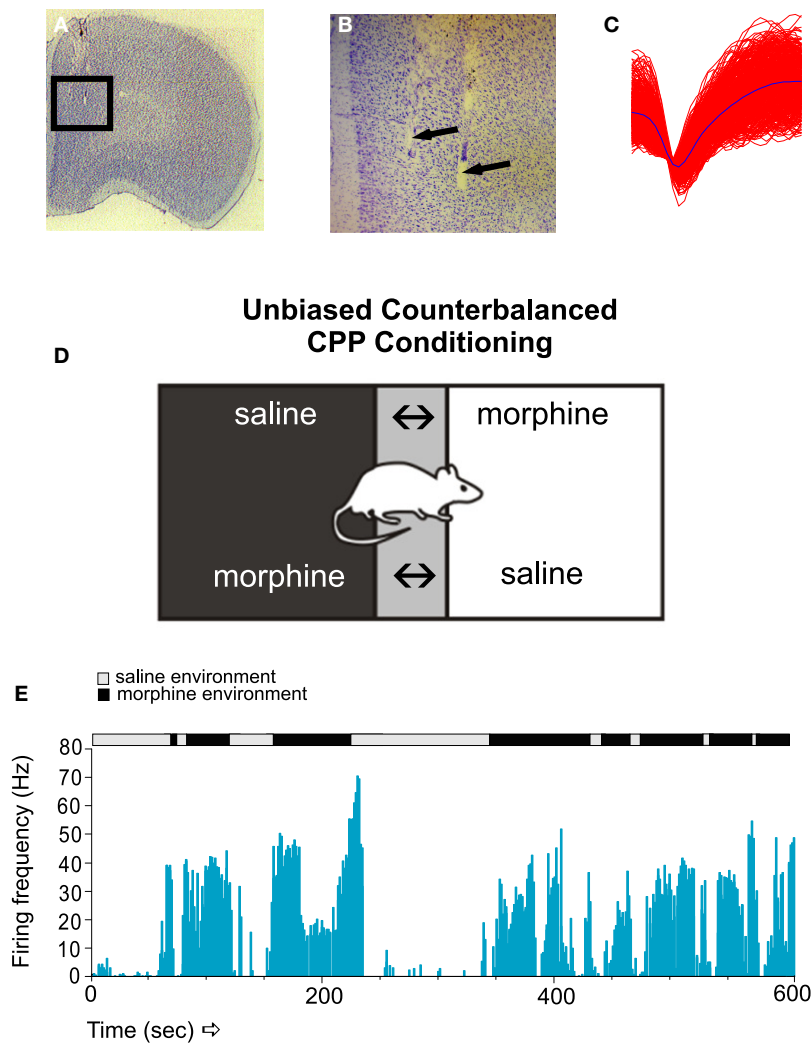 A
B
C
Unbiased Counterbalanced
CPP Conditioning
D
saline ↔ morphine
morphine ↔ saline
saline environment
E
morphine environment
80
70
60
50
40
30
20
10
0
Firing frequency (Hz)
0 200 400 600
Time (sec) ⇨